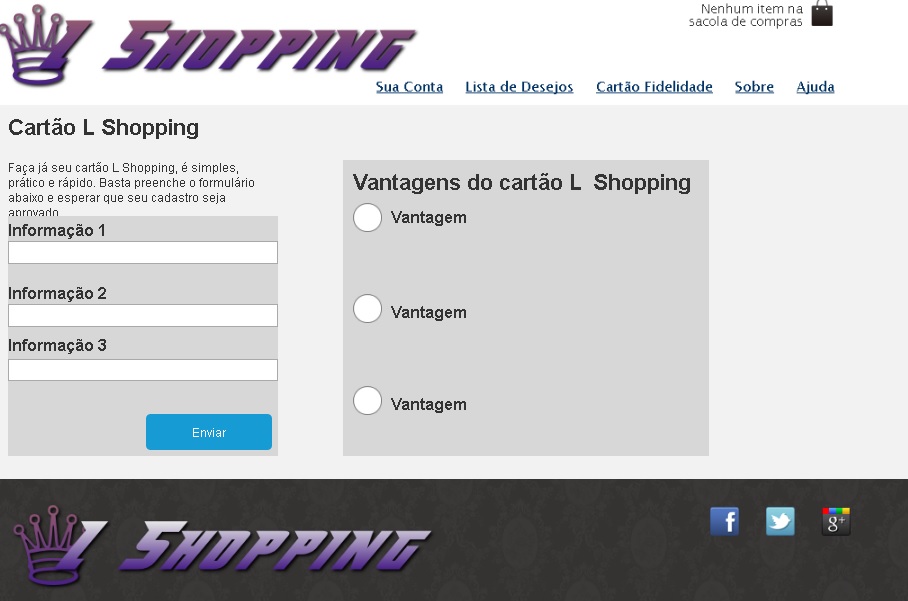 Nenhum item na
sacola de compras
L Shopping
Sua Conta Lista de Desejos Cartão Fidelidade Sobre Ajuda
Cartão L Shopping
Faça já seu cartão L Shopping, é simples,
prático e rápido. Basta preenche o formulário
abaixo e esperar que seu cadastro seja
aprovado
Informação 1
Informação 2
Informação 3
Enviar
Vantagens do cartão L Shopping
Vantagem
Vantagem
Vantagem
L Shopping
f
g+